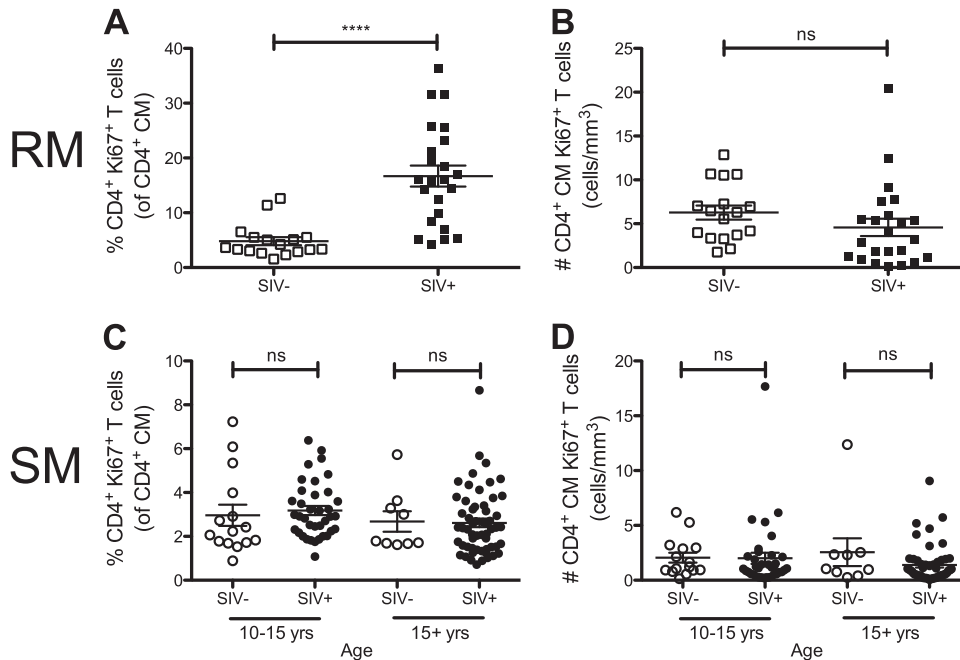 RM
A
% CD4⁺ Ki67⁺ T cells
(of CD4⁺ CM)
40
30
20
10
0
****
SIV-
SIV+
B
# CD4⁺ CM Ki67⁺ T cells
(cells/mm³)
25
20
15
10
5
0
ns
SIV-
SIV+
SM
C
% CD4⁺ Ki67⁺ T cells
(of CD4⁺ CM)
10
8
6
4
2
0
ns
ns
SIV-
SIV+
SIV-
SIV+
10-15 yrs
15+ yrs
Age
D
# CD4⁺ CM Ki67⁺ T cells
(cells/mm³)
20
15
10
5
0
ns
ns
SIV-
SIV+
SIV-
SIV+
10-15 yrs
15+ yrs
Age